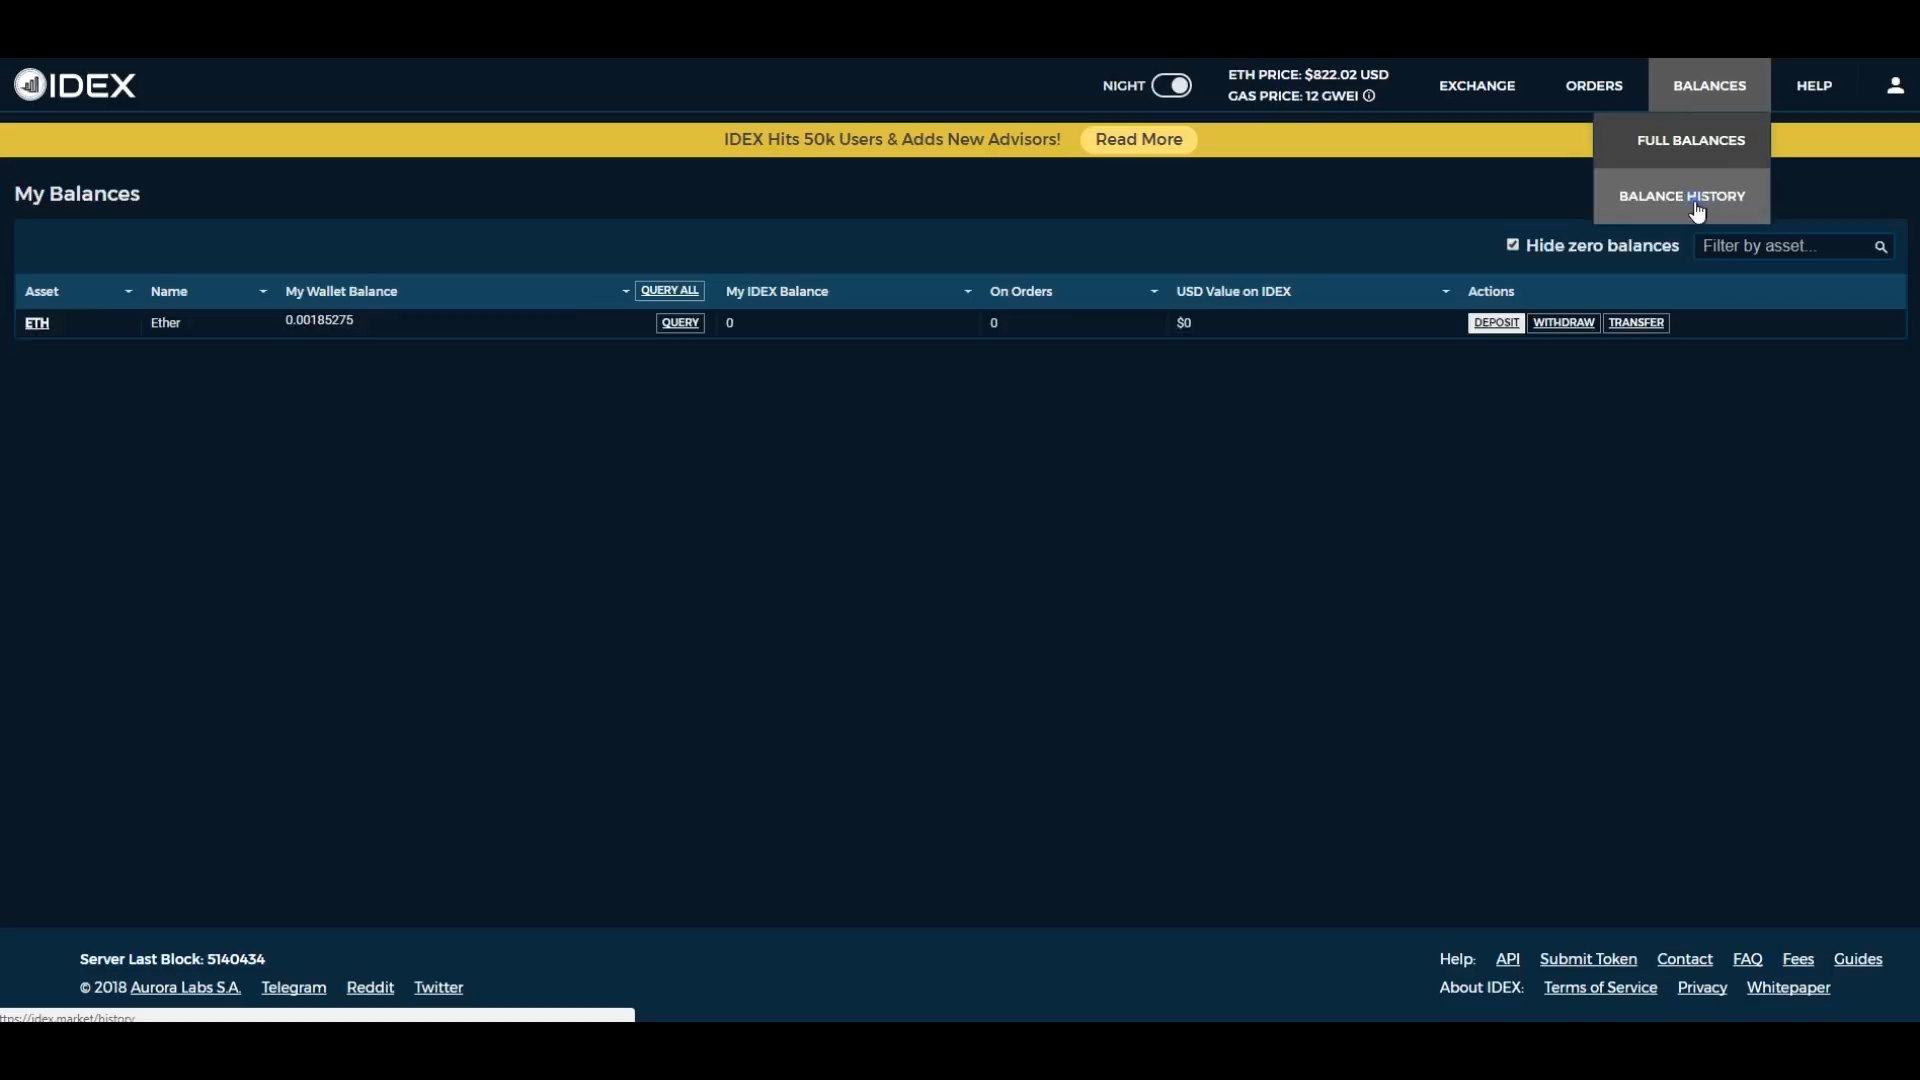 IDEX
NIGHT
ETH PRICE: $822.02 USD
GAS PRICE: 12 GWEI
EXCHANGE
ORDERS
BALANCES
HELP
IDEX Hits 50k Users & Adds New Advisors!
Read More
FULL BALANCES
BALANCE HISTORY
My Balances
Hide zero balances
Filter by asset...
Asset
Name
My Wallet Balance
QUERY ALL
My IDEX Balance
On Orders
USD Value on IDEX
Actions
ETH
Ether
0.00185275
QUERY
0
0
$0
DEPOSIT
WITHDRAW
TRANSFER
Server Last Block: 5140434
© 2018 Aurora Labs S.A.
Telegram
Reddit
Twitter
Help:
API
Submit Token
Contact
FAQ
Fees
Guides
About IDEX:
Terms of Service
Privacy
Whitepaper
ttps://idex.market/history